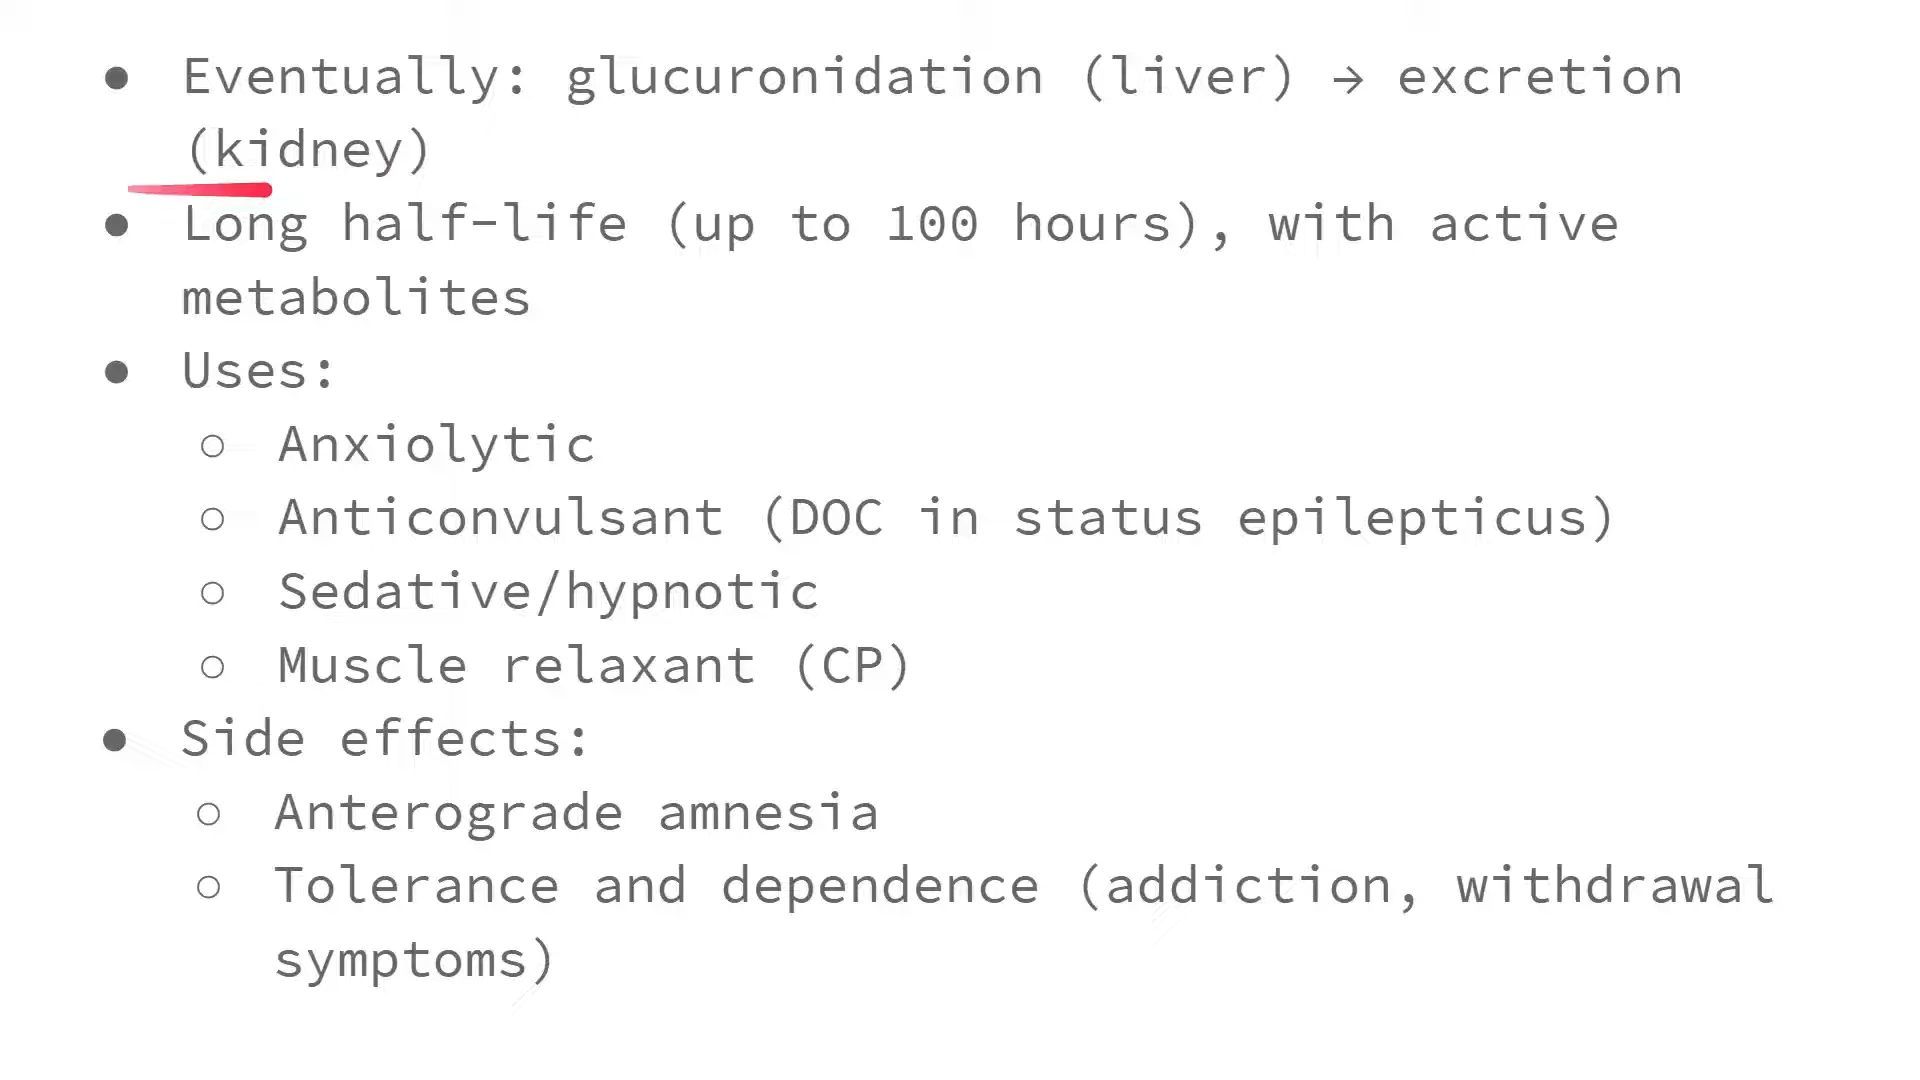 ● Eventually: glucuronidation (liver) → excretion
(kidney)
● Long half-life (up to 100 hours), with active
metabolites
● Uses:
○ Anxiolytic
○ Anticonvulsant (DOC in status epilepticus)
○ Sedative/hypnotic
○ Muscle relaxant (CP)
● Side effects:
○ Anterograde amnesia
○ Tolerance and dependence (addiction, withdrawal
symptoms)